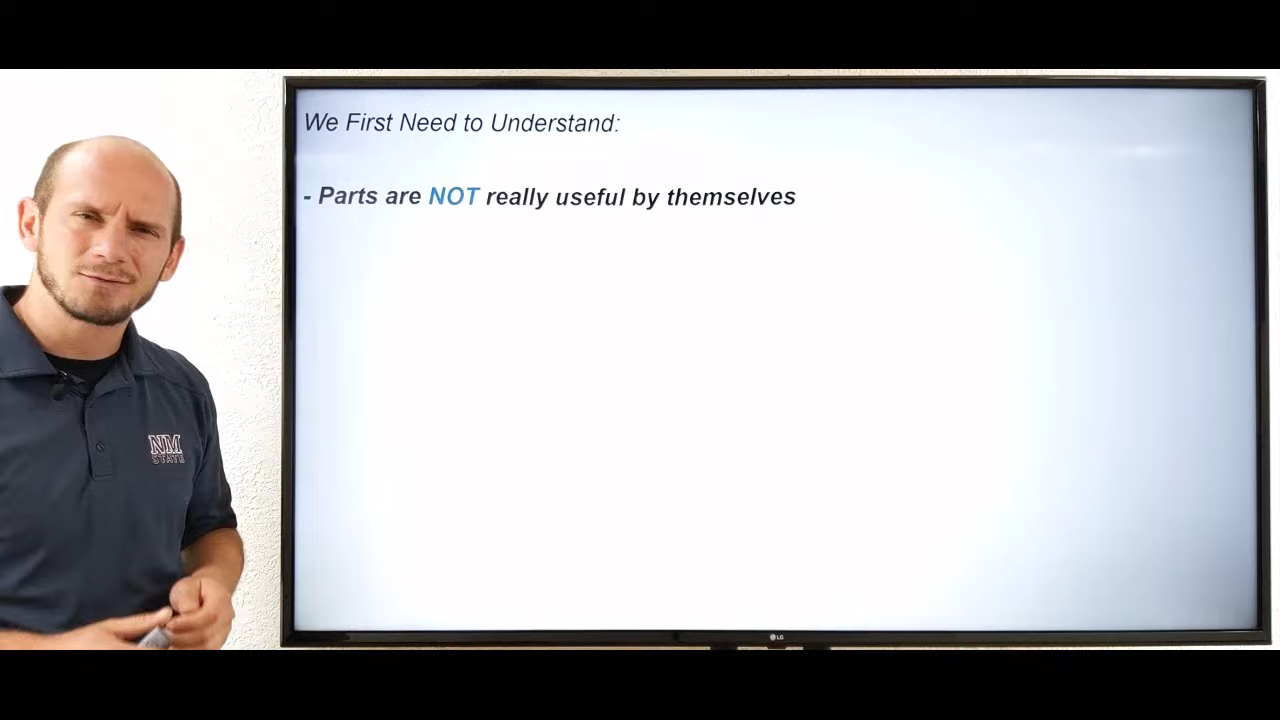 We First Need to Understand:
- Parts are NOT really useful by themselves
NM
STATE
LG